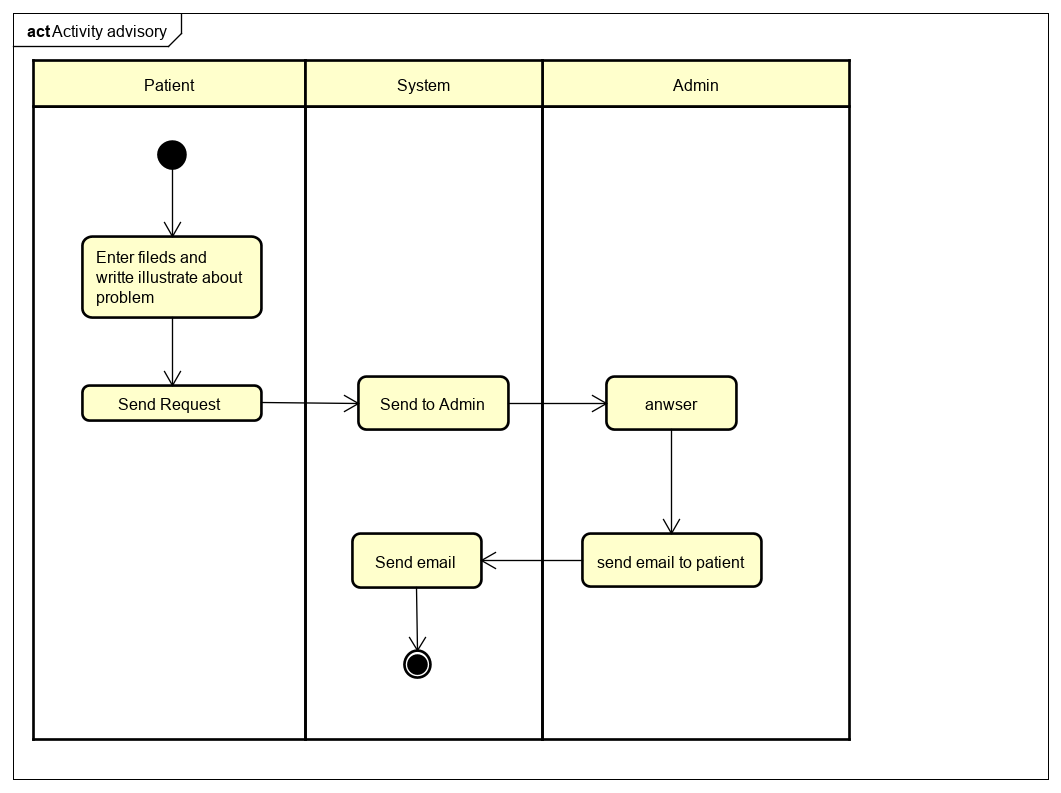 act Activity advisory
Patient
System
Admin
Enter fileds and
writte illustrate about
problem
Send Request
Send to Admin
anwser
Send email
send email to patient